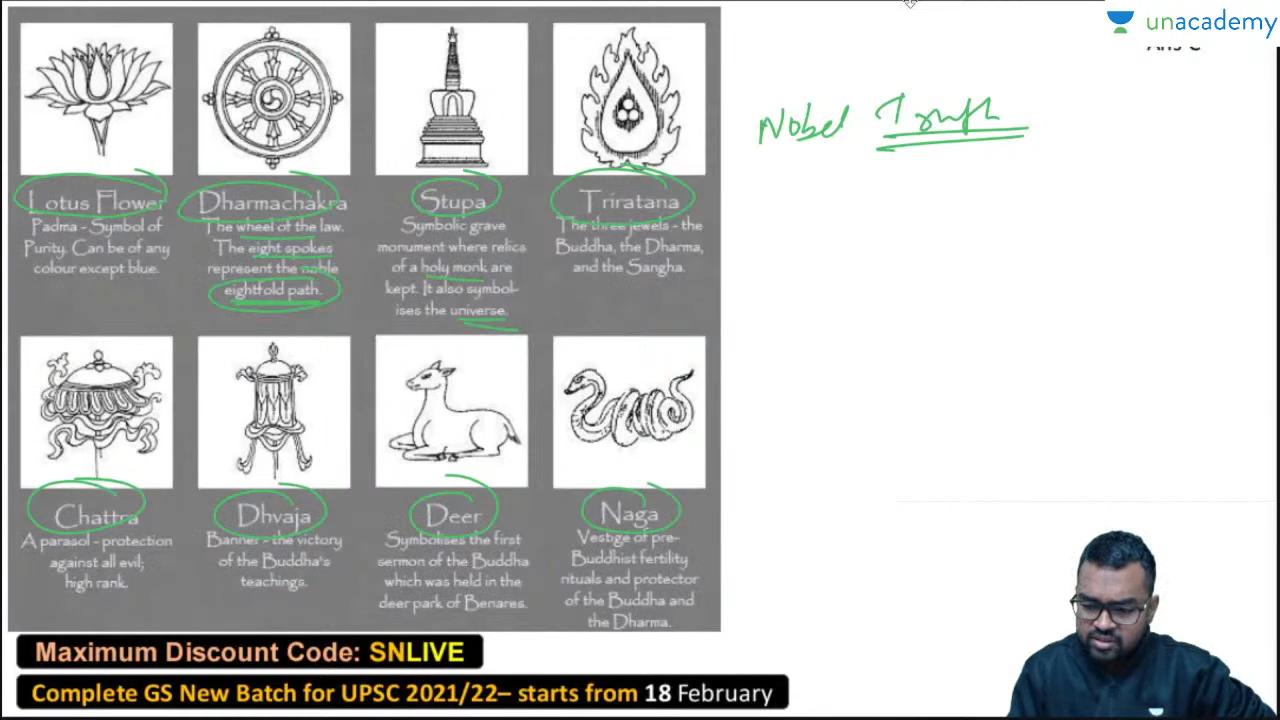 unacademy
Nobel Truth
Lotus Flower
Padma - Symbol of
Purity. Can be of any
colour except blue.
Dharmachakra
The wheel of the law.
The eight spokes
represent the noble
eightfold path.
Stupa
Symbolic grave
monument where relics
of a holy monk are
kept. It also symbol-
ises the universe.
Triratana
The three jewels - the
Buddha, the Dharma,
and the Sangha.
Chattra
A parasol - protection
against all evil;
high rank.
Dhvaja
Banner - the victory
of the Buddha's
teachings.
Deer
Symbolises the first
sermon of the Buddha
which was held in the
deer park of Benares.
Naga
Vestige of pre-
Buddhist fertility
rituals and protector
of the Buddha and
the Dharma.
Maximum Discount Code: SNLIVE
Complete GS New Batch for UPSC 2021/22– starts from 18 February